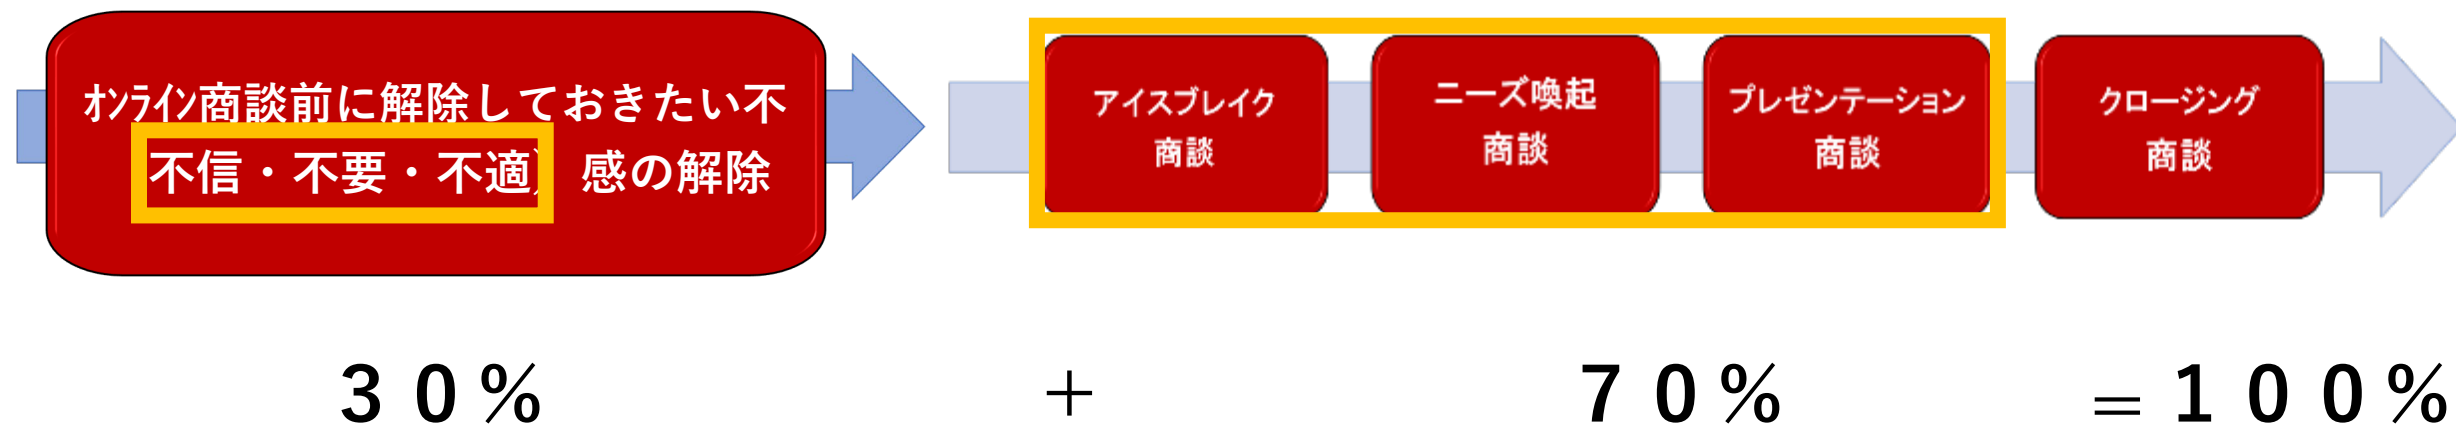 ｵﾝﾗｲﾝ商談前に解除しておきたい不
不信・不要・不適） 感の解除
アイスブレイク
商談
ニーズ喚起
商談
プレゼンテーション
商談
クロージング
商談
３０％ ＋ ７０％ ＝１００％